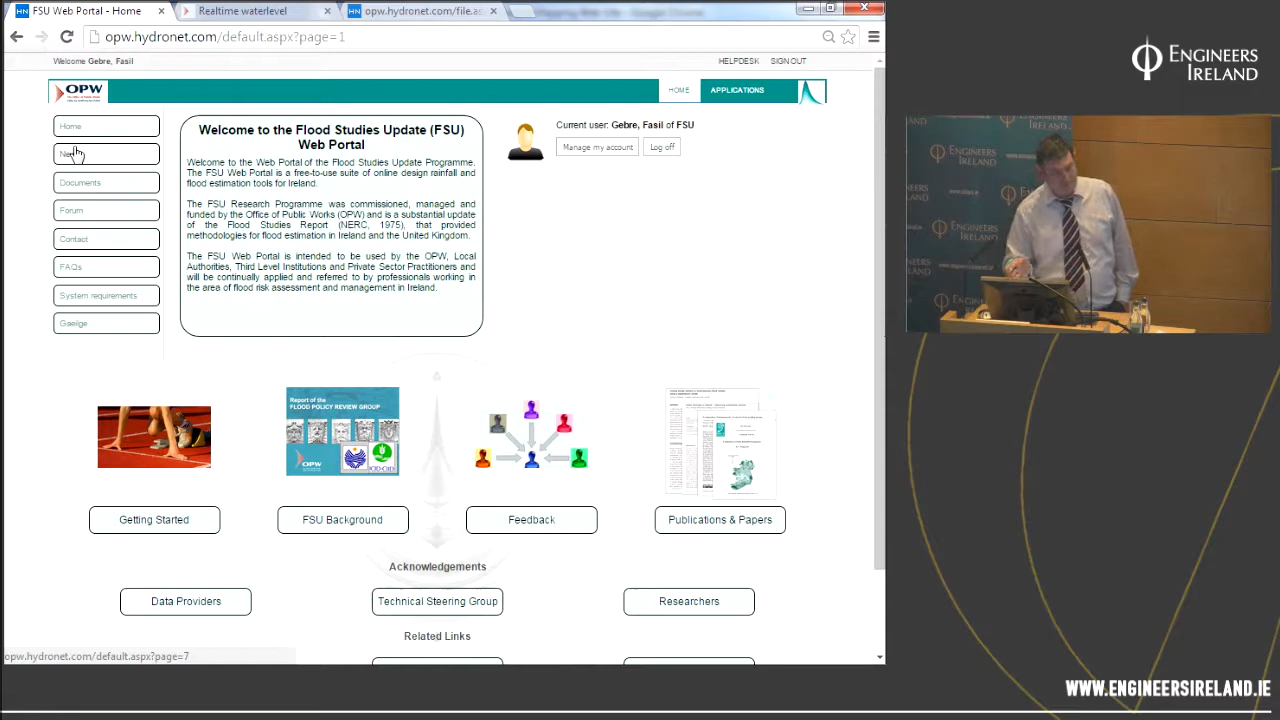 FSU Web Portal - Home
Realtime waterlevel
opw.hydronet.com/file.as
opw.hydronet.com/default.aspx?page=1
Welcome Gebre, Fasil
HELPDESK
SIGN OUT
OPW
HOME
APPLICATIONS
Home
Documents
Forum
Contact
FAQs
System requirements
Gaeilge
Welcome to the Flood Studies Update (FSU)
Web Portal
Welcome to the Web Portal of the Flood Studies Update Programme.
The FSU Web Portal is a free-to-use suite of online design rainfall and
flood estimation tools for Ireland.
The FSU Research Programme was commissioned, managed and
funded by the Office of Public Works (OPW) and is a substantial update
of the Flood Studies Report (NERC, 1975), that provided
methodologies for flood estimation in Ireland and the United Kingdom.
The FSU Web Portal is intended to be used by the OPW, Local
Authorities, Third Level Institutions and Private Sector Practitioners and
will be continually applied and referred to by professionals working in
the area of flood risk assessment and management in Ireland.
Current user: Gebre, Fasil of FSU
Manage my account
Log off
Report of the
FLOOD POLICY REVIEW GROUP
OPW
Getting Started
FSU Background
Feedback
Publications & Papers
Acknowledgements
Data Providers
Technical Steering Group
Researchers
Related Links
opw.hydronet.com/default.aspx?page=7
ENGINEERS
IRELAND
WWW.ENGINEERSIRELAND.IE